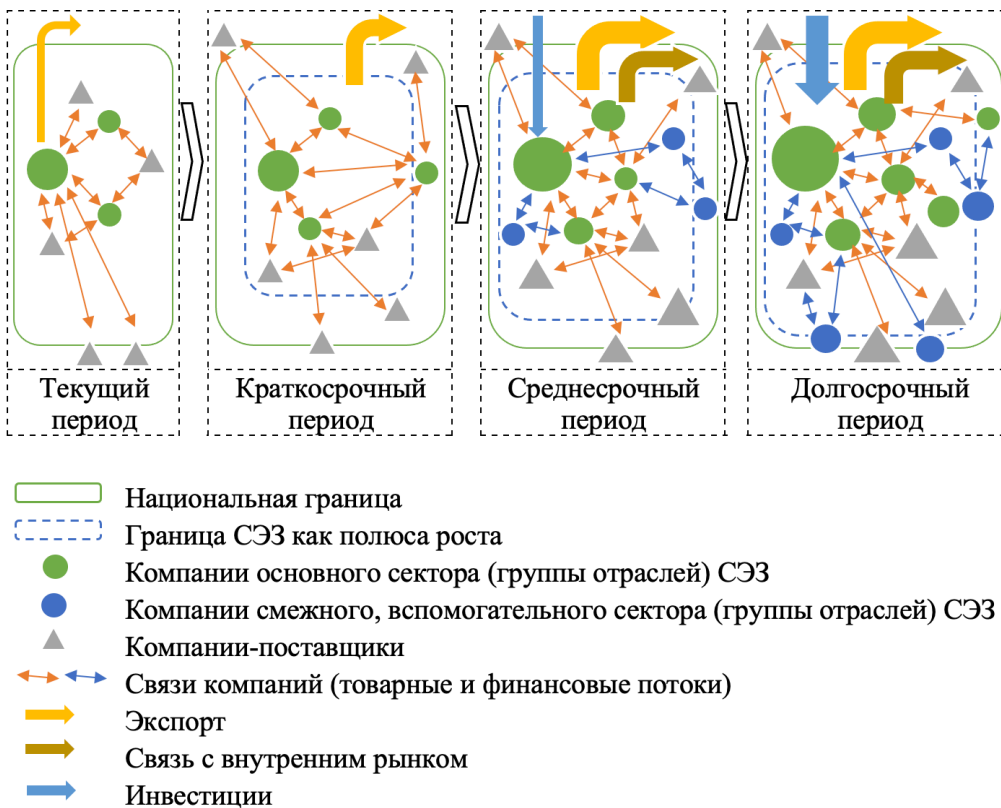 Текущий
период
Краткосрочный
период
Среднесрочный
период
Долгосрочный
период
Национальная граница
Граница СЭЗ как полюса роста
Компании основного сектора (группы отраслей) СЭЗ
Компании смежного, вспомогательного сектора (группы отраслей) СЭЗ
Компании-поставщики
Связи компаний (товарные и финансовые потоки)
Экспорт
Связь с внутренним рынком
Инвестиции